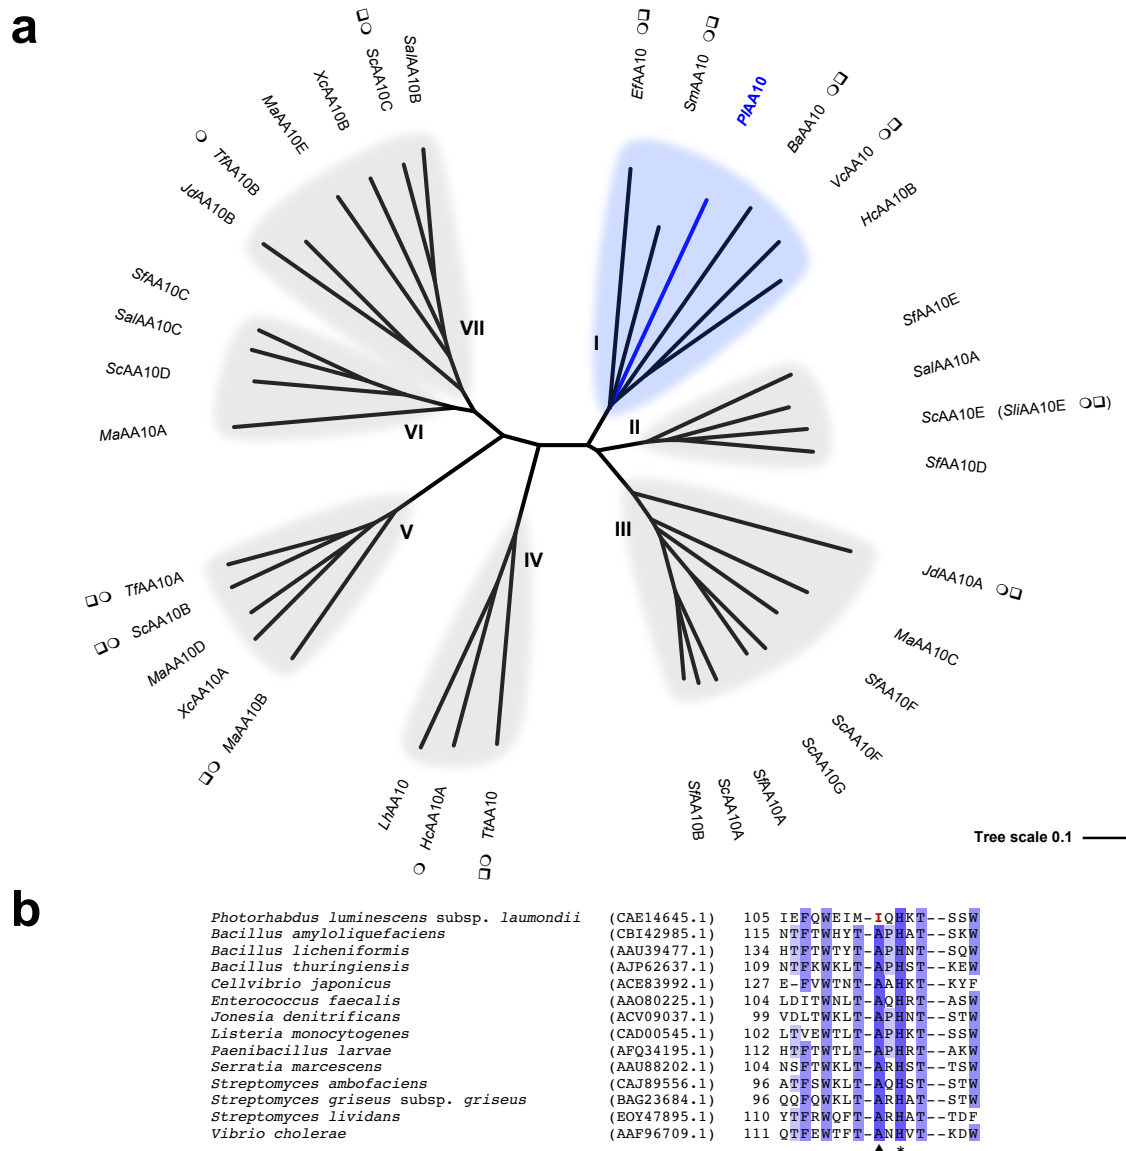 a
EfAA10 ❍❏
SmAA10 ❍❏
PlAA10
BaAA10 ❍❏
VcAA10 ❍❏
HcAA10B
SfAA10E
SalAA10A
ScAA10E (SliAA10E ❍❏)
SfAA10D
JdAA10A ❍❏
MaAA10C
SfAA10F
ScAA10F
ScAA10G
SfAA10A
ScAA10A
SfAA10B
❏❍ TtAA10
❍ HcAA10A
LhAA10
❏❍ MaAA10B
XcAA10A
MaAA10D
❏❍ ScAA10B
❏❍ TfAA10A
MaAA10A
ScAA10D
SalAA10C
SfAA10C
JdAA10B
❍ TfAA10B
MaAA10E
XcAA10B
❏❍ ScAA10C
SalAA10B
I
II
III
IV
V
VI
VII
Tree scale 0.1
b
Photorhabdus luminescens subsp. laumondii (CAE14645.1) 105 IEFQWEIM-IQHKT--SSW
Bacillus amyloliquefaciens (CBI42985.1) 115 NTFTWHYT-APHAT--SKW
Bacillus licheniformis (AAU39477.1) 134 HTFTWTYT-APHNT--SQW
Bacillus thuringiensis (AJP62637.1) 109 NTFKWKLT-APHST--KEW
Cellvibrio japonicus (ACE83992.1) 127 E-FVWTNT-AAHKT--KYF
Enterococcus faecalis (AAO80225.1) 104 LDITWNLT-AQHRT--ASW
Jonesia denitrificans (ACV09037.1) 99 VDLTWKLT-APHNT--STW
Listeria monocytogenes (CAD00545.1) 102 LTVEWTLT-APHKT--SSW
Paenibacillus larvae (AFQ34195.1) 112 HTFTWTLT-APHRT--AKW
Serratia marcescens (AAU88202.1) 104 NSFTWKLT-ARHST--TSW
Streptomyces ambofaciens (CAJ89556.1) 96 ATFSWKLT-AQHST--STW
Streptomyces griseus subsp. griseus (BAG23684.1) 96 QQFQWKLT-ARHAT--STW
Streptomyces lividans (EOY47895.1) 110 YTFRWQFT-ARHAT--TDF
Vibrio cholerae (AAF96709.1) 111 QTFEWTFT-ANHVT--KDW
▲ *